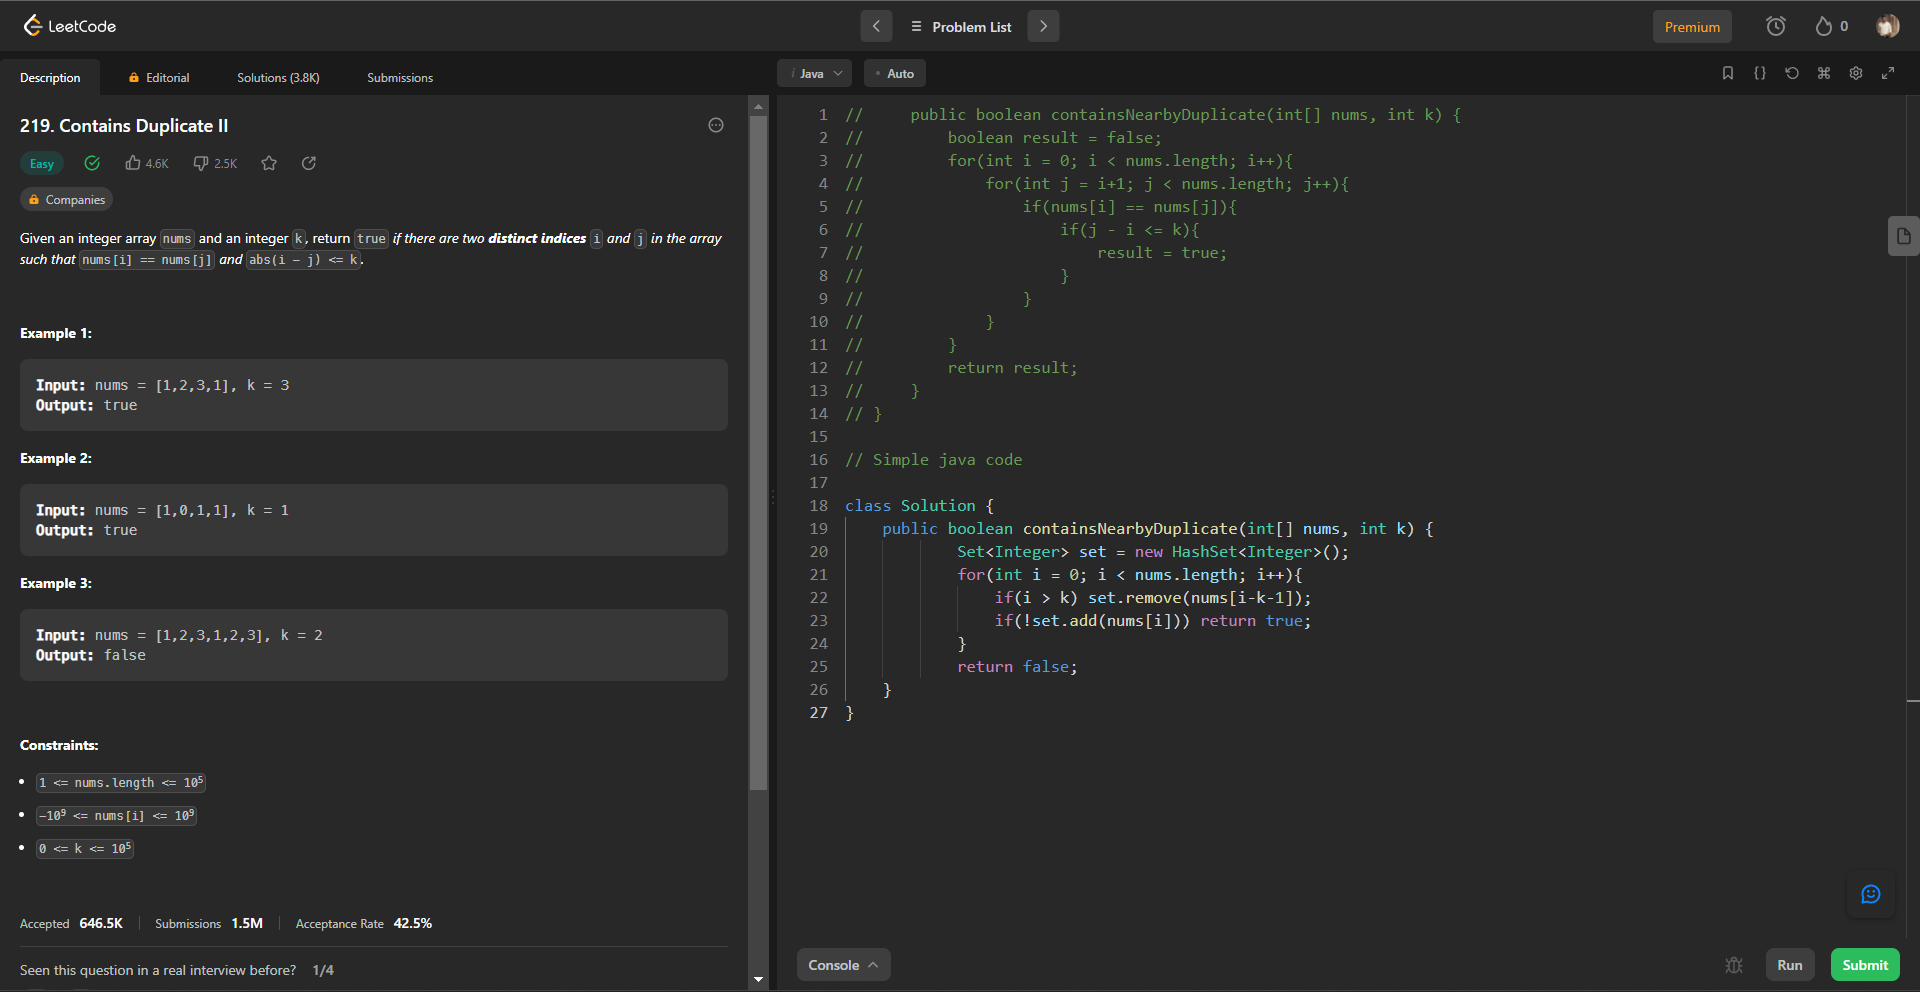 LeetCode
Problem List
Premium
0
Description
Editorial
Solutions (3.8K)
Submissions
i Java
Auto
219. Contains Duplicate II
Easy
4.6K
2.5K
Companies
Given an integer array nums and an integer k, return true if there are two distinct indices i and j in the array
such that nums[i] == nums[j] and abs(i - j) <= k.
Example 1:
Input: nums = [1,2,3,1], k = 3
Output: true
Example 2:
Input: nums = [1,0,1,1], k = 1
Output: true
Example 3:
Input: nums = [1,2,3,1,2,3], k = 2
Output: false
Constraints:
• 1 <= nums.length <= 10⁵
• -10⁹ <= nums[i] <= 10⁹
• 0 <= k <= 10⁵
Accepted 646.5K
Submissions 1.5M
Acceptance Rate 42.5%
Seen this question in a real interview before? 1/4
1 //     public boolean containsNearbyDuplicate(int[] nums, int k) {
2 //         boolean result = false;
3 //         for(int i = 0; i < nums.length; i++){
4 //             for(int j = i+1; j < nums.length; j++){
5 //                 if(nums[i] == nums[j]){
6 //                     if(j - i <= k){
7 //                         result = true;
8 //                     }
9 //                 }
10 //             }
11 //         }
12 //         return result;
13 //     }
14 // }
15
16 // Simple java code
17
18 class Solution {
19     public boolean containsNearbyDuplicate(int[] nums, int k) {
20             Set<Integer> set = new HashSet<Integer>();
21             for(int i = 0; i < nums.length; i++){
22                 if(i > k) set.remove(nums[i-k-1]);
23                 if(!set.add(nums[i])) return true;
24             }
25             return false;
26     }
27 }
Console
Run
Submit